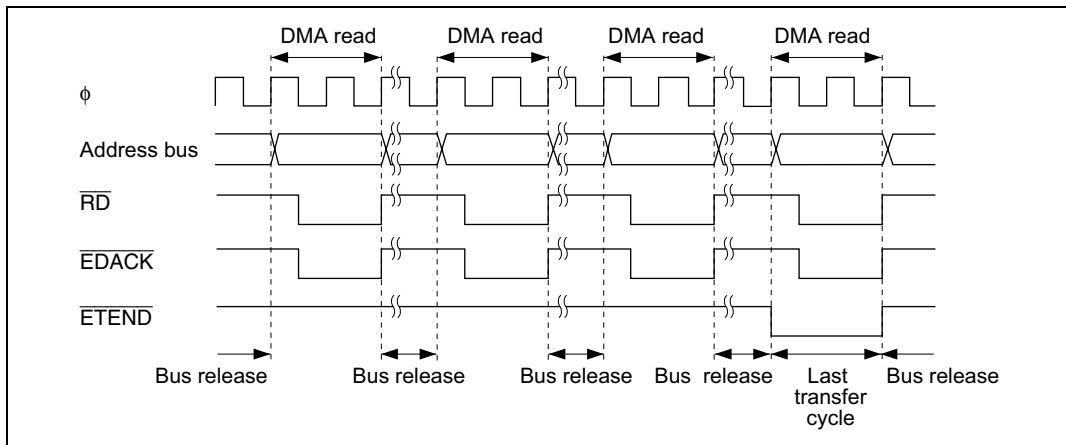 DMA read DMA read DMA read DMA read
φ
Address bus
RD
EDACK
ETEND
Bus release Bus release Bus release Bus release Last transfer cycle Bus release